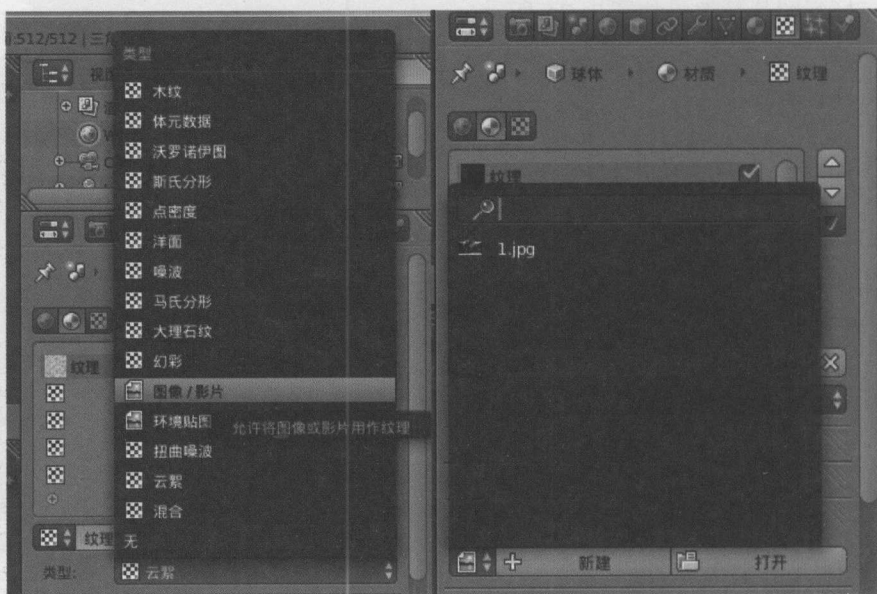 :512/512 | 三
类型
木纹
体元数据
沃罗诺伊图
斯氏分形
点密度
洋面
噪波
马氏分形
大理石纹
幻彩
图像 / 影片
环境贴图
允许将图像或影片用作纹理
扭曲噪波
云絮
混合
无
纹理
纹理
类型:
云絮
球体
材质
纹理
纹理
1.jpg
新建
打开